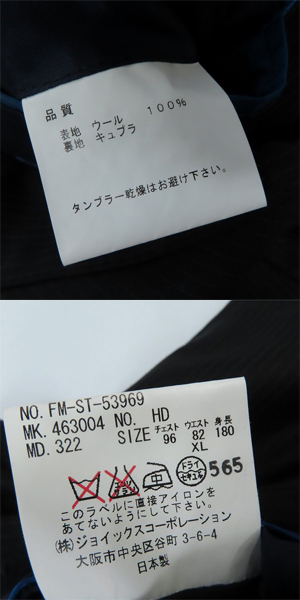 品質
表地 ウール 100%
裏地 キュプラ
タンブラー乾燥はお避け下さい。
NO. FM-ST-53969
MK. 463004 NO. HD
MD. 322 SIZE チェスト 96 ウエスト 82 身長 180
XL
ドライ 565
このラベルに直接アイロンを
あてないようにして下さい。
(株)ジョイックスコーポレーション
大阪市中央区谷町 3-6-4
日本製